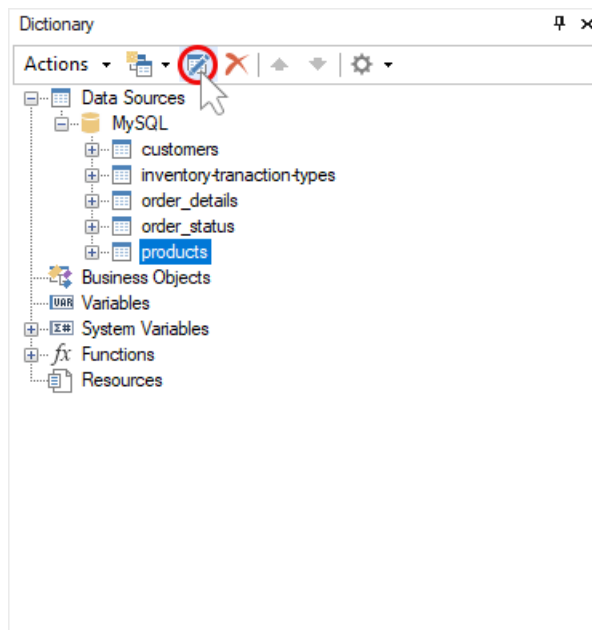 Dictionary
Actions
Data Sources
MySQL
customers
inventory-tranaction-types
order_details
order_status
products
Business Objects
VAR Variables
Σ# System Variables
fx Functions
Resources